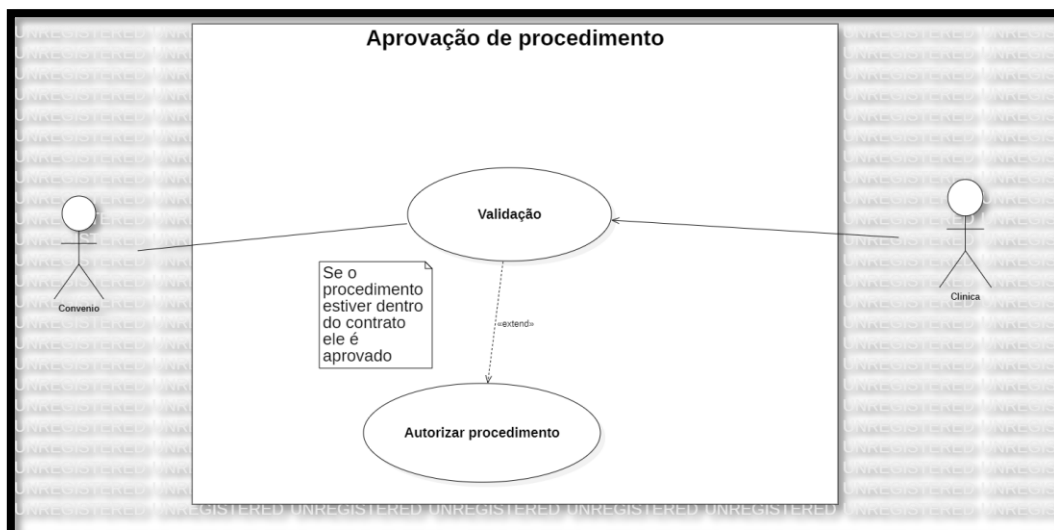 Aprovação de procedimento
Validação
Se o
procedimento
estiver dentro
do contrato
ele é
aprovado
Convenio
Clinica
«extend»
Autorizar procedimento
UNREGISTERED UNREGISTERED UNREGISTERED UNREGISTERED